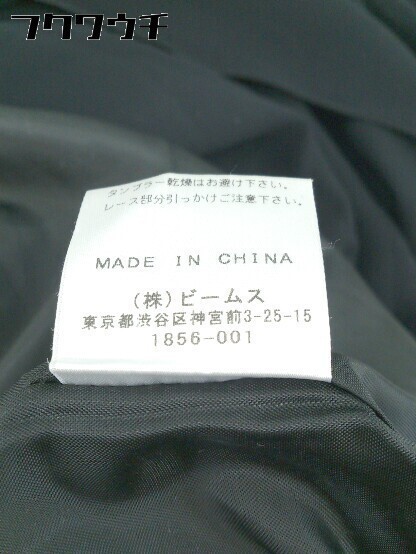 フクワウチ
タンブラー乾燥はお避け下さい。
レース部分引っかけご注意下さい。
MADE IN CHINA
(株)ビームス
東京都渋谷区神宮前3-25-15
1856-001